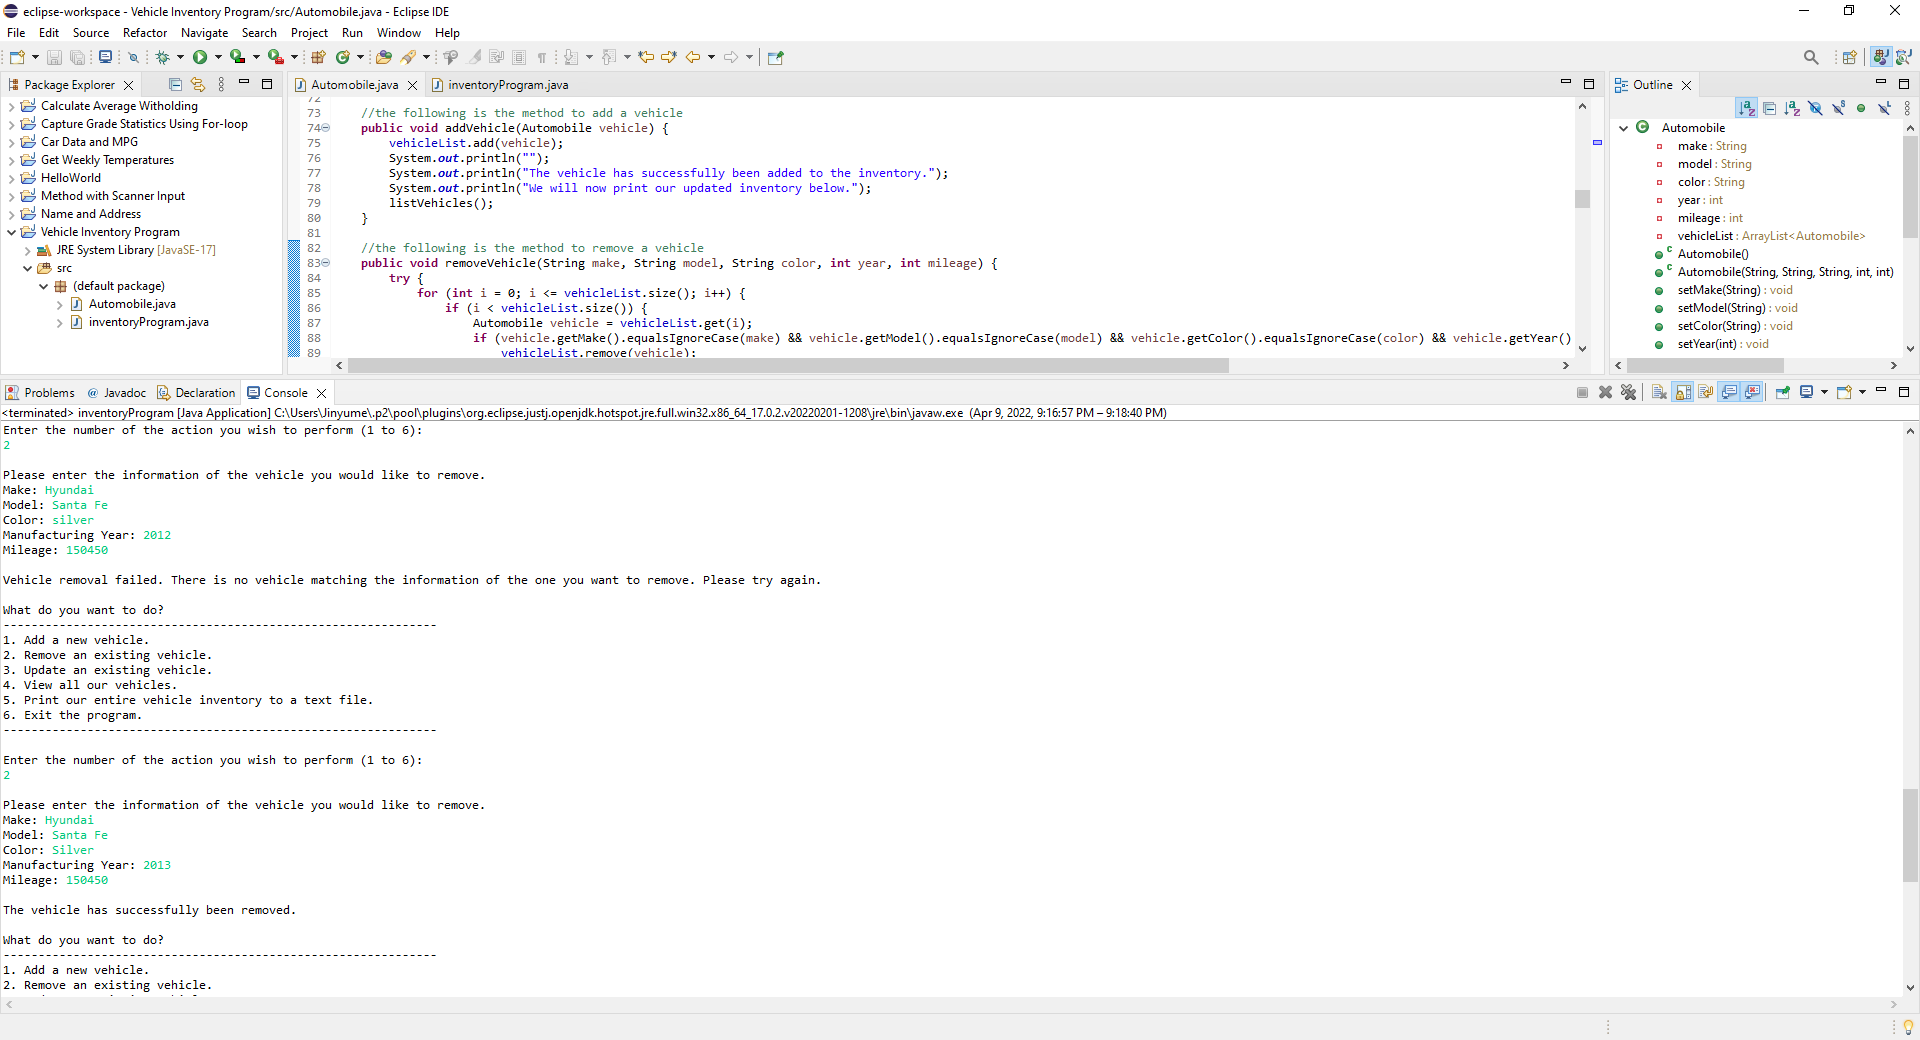 eclipse-workspace - Vehicle Inventory Program/src/Automobile.java - Eclipse IDE
File Edit Source Refactor Navigate Search Project Run Window Help
Package Explorer
Calculate Average Witholding
Capture Grade Statistics Using For-loop
Car Data and MPG
Get Weekly Temperatures
HelloWorld
Method with Scanner Input
Name and Address
Vehicle Inventory Program
JRE System Library [JavaSE-17]
src
(default package)
Automobile.java
inventoryProgram.java
Automobile.java inventoryProgram.java
72
73 //the following is the method to add a vehicle
74 public void addVehicle(Automobile vehicle) {
75 vehicleList.add(vehicle);
76 System.out.println("");
77 System.out.println("The vehicle has successfully been added to the inventory.");
78 System.out.println("We will now print our updated inventory below.");
79 listVehicles();
80 }
81
82 //the following is the method to remove a vehicle
83 public void removeVehicle(String make, String model, String color, int year, int mileage) {
84 try {
85 for (int i = 0; i <= vehicleList.size(); i++) {
86 if (i < vehicleList.size()) {
87 Automobile vehicle = vehicleList.get(i);
88 if (vehicle.getMake().equalsIgnoreCase(make) && vehicle.getModel().equalsIgnoreCase(model) && vehicle.getColor().equalsIgnoreCase(color) && vehicle.getYear()
89 vehicleList.remove(vehicle);
Outline
Automobile
make : String
model : String
color : String
year : int
mileage : int
vehicleList : ArrayList<Automobile>
Automobile()
Automobile(String, String, String, int, int)
setMake(String) : void
setModel(String) : void
setColor(String) : void
setYear(int) : void
Problems Javadoc Declaration Console
<terminated> inventoryProgram [Java Application] C:\Users\Jinyume\.p2\pool\plugins\org.eclipse.justj.openjdk.hotspot.jre.full.win32.x86_64_17.0.2.v20220201-1208\jre\bin\javaw.exe (Apr 9, 2022, 9:16:57 PM – 9:18:40 PM)
Enter the number of the action you wish to perform (1 to 6):
2
Please enter the information of the vehicle you would like to remove.
Make: Hyundai
Model: Santa Fe
Color: silver
Manufacturing Year: 2012
Mileage: 150450
Vehicle removal failed. There is no vehicle matching the information of the one you want to remove. Please try again.
What do you want to do?
--------------------------------------------------------------
1. Add a new vehicle.
2. Remove an existing vehicle.
3. Update an existing vehicle.
4. View all our vehicles.
5. Print our entire vehicle inventory to a text file.
6. Exit the program.
--------------------------------------------------------------
Enter the number of the action you wish to perform (1 to 6):
2
Please enter the information of the vehicle you would like to remove.
Make: Hyundai
Model: Santa Fe
Color: Silver
Manufacturing Year: 2013
Mileage: 150450
The vehicle has successfully been removed.
What do you want to do?
--------------------------------------------------------------
1. Add a new vehicle.
2. Remove an existing vehicle.